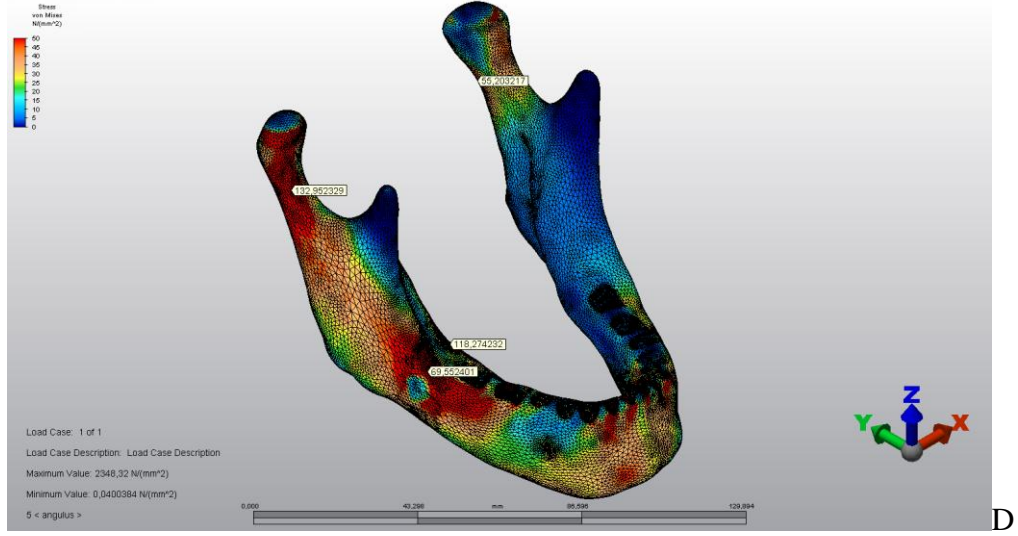 Stress
von Mises
N/(mm^2)
50
45
40
35
30
25
20
15
10
5
0
55,203217
132,952329
118,274232
69,552401
Z
Y
X
Load Case: 1 of 1
Load Case Description: Load Case Description
Maximum Value: 2348,32 N/(mm^2)
Minimum Value: 0,0400384 N/(mm^2)
5 < angulus >
0,000 43,298 mm 86,596 129,894
D